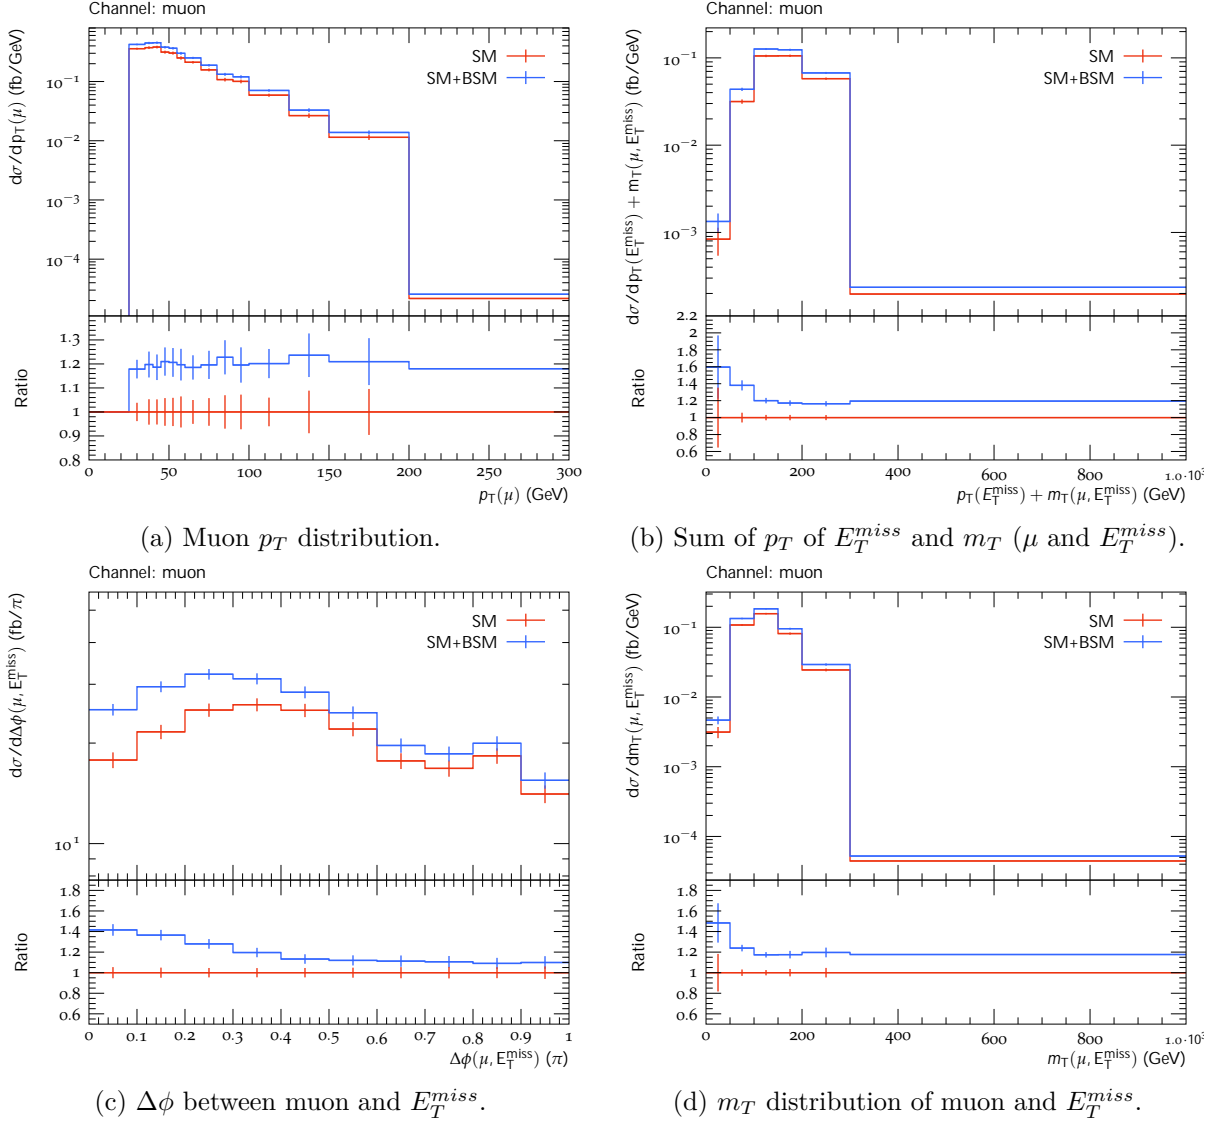 Channel: muon
dσ/dp_T(μ) (fb/GeV)
10⁻¹
10⁻²
10⁻³
10⁻⁴
SM
SM+BSM
Ratio
1.3
1.2
1.1
1
0.9
0.8
0 50 100 150 200 250 300
p_T(μ) (GeV)
(a) Muon p_T distribution.
Channel: muon
dσ/dp_T(E_T^miss) + m_T(μ, E_T^miss) (fb/GeV)
10⁻¹
10⁻²
10⁻³
SM
SM+BSM
Ratio
2.2
2
1.8
1.6
1.4
1.2
1
0.8
0.6
0 200 400 600 800
p_T(E_T^miss) + m_T(μ, E_T^miss) (GeV)
(b) Sum of p_T of E_T^miss and m_T (μ and E_T^miss).
Channel: muon
dσ/dΔϕ(μ, E_T^miss) (fb/π)
10¹
SM
SM+BSM
Ratio
1.8
1.6
1.4
1.2
1
0.8
0.6
0 0.1 0.2 0.3 0.4 0.5 0.6 0.7 0.8 0.9 1
Δϕ(μ, E_T^miss) (π)
(c) Δϕ between muon and E_T^miss.
Channel: muon
dσ/dm_T(μ, E_T^miss) (fb/GeV)
10⁻¹
10⁻²
10⁻³
10⁻⁴
SM
SM+BSM
Ratio
1.8
1.6
1.4
1.2
1
0.8
0.6
0 200 400 600 800
m_T(μ, E_T^miss) (GeV)
(d) m_T distribution of muon and E_T^miss.